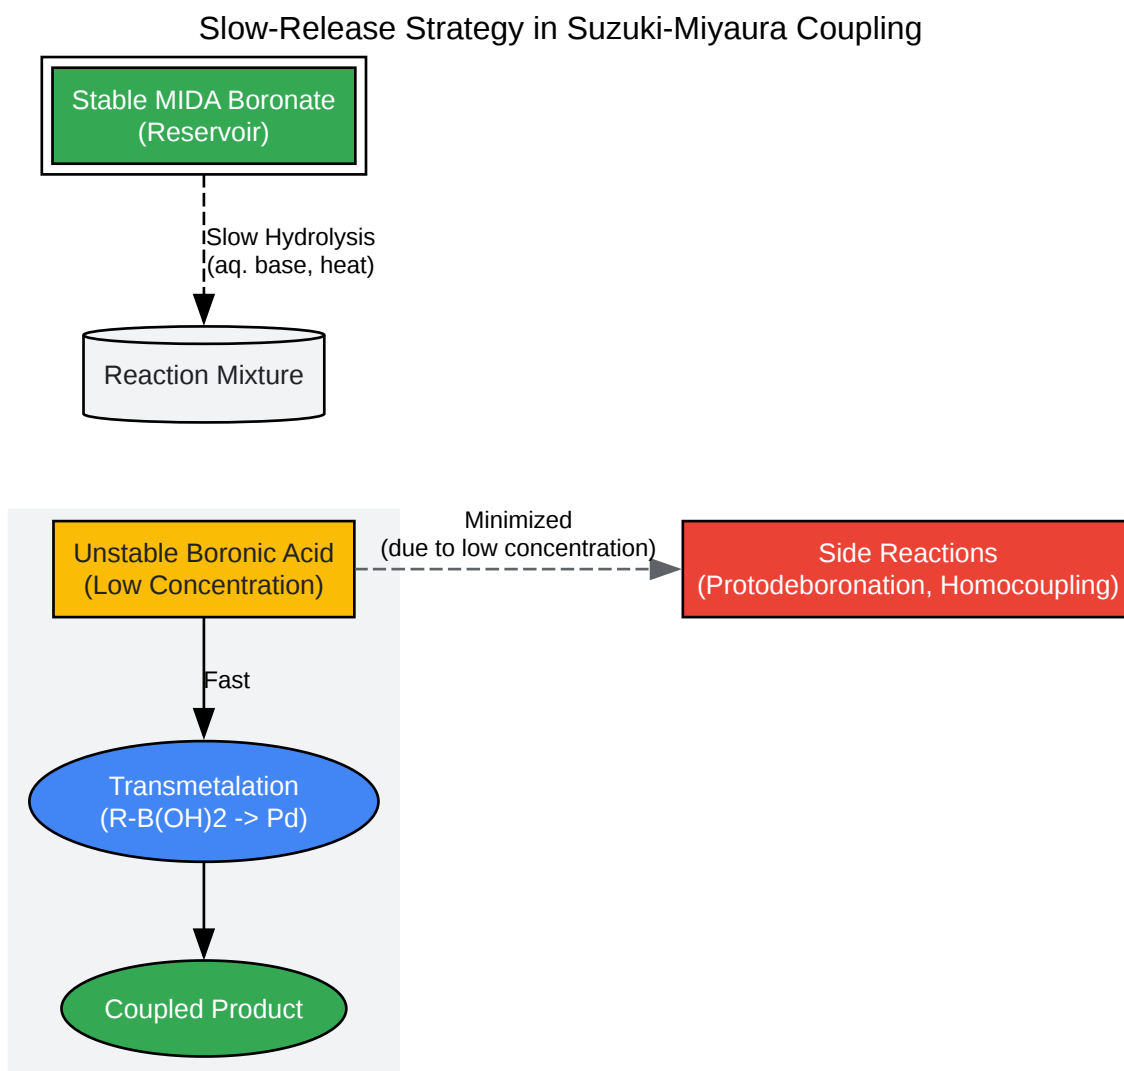 Slow-Release Strategy in Suzuki-Miyaura Coupling
Stable MIDA Boronate
(Reservoir)
Slow Hydrolysis
(aq. base, heat)
Reaction Mixture
Unstable Boronic Acid
(Low Concentration)
Minimized
(due to low concentration)
Side Reactions
(Protodeboronation, Homocoupling)
Fast
Transmetalation
(R-B(OH)2 -> Pd)
Coupled Product